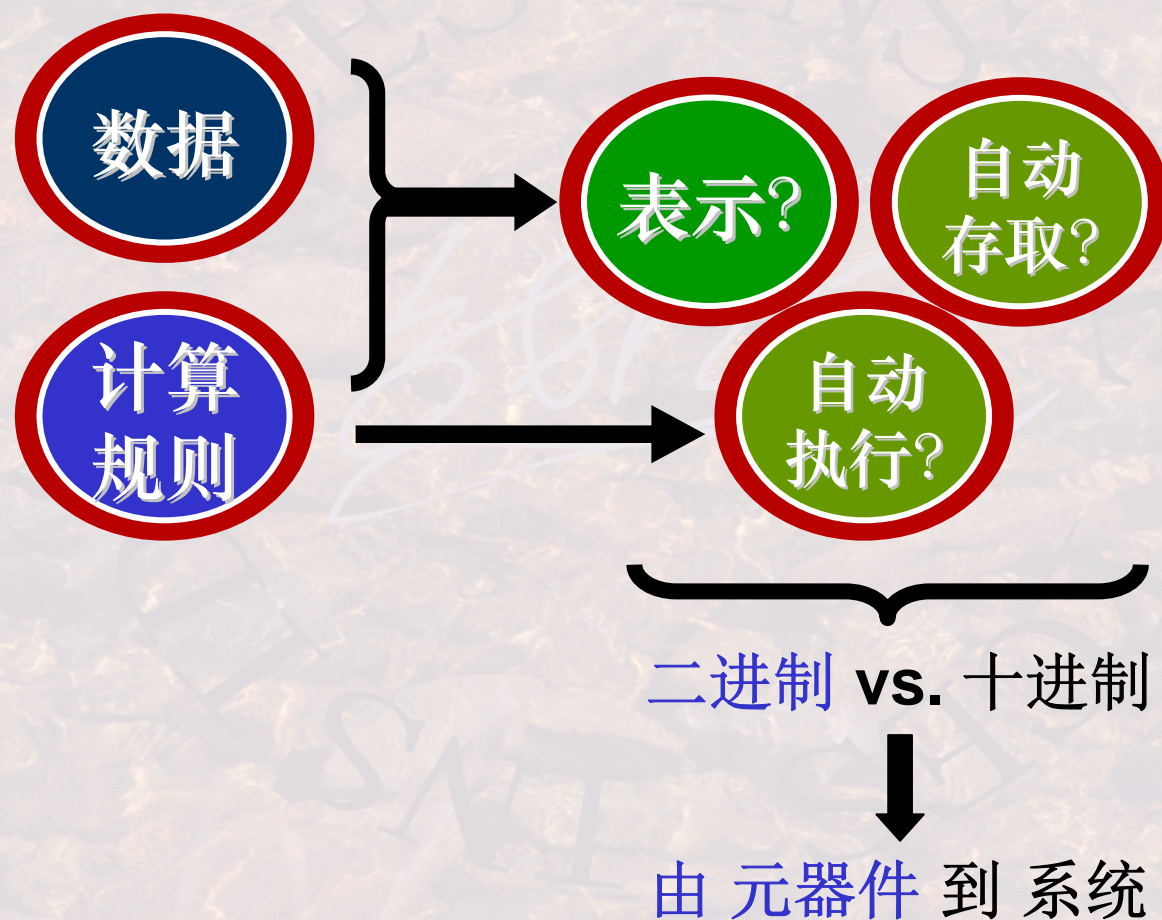 数据
表示?
自动
存取?
计算
规则
自动
执行?
二进制 vs. 十进制
由 元器件 到 系统